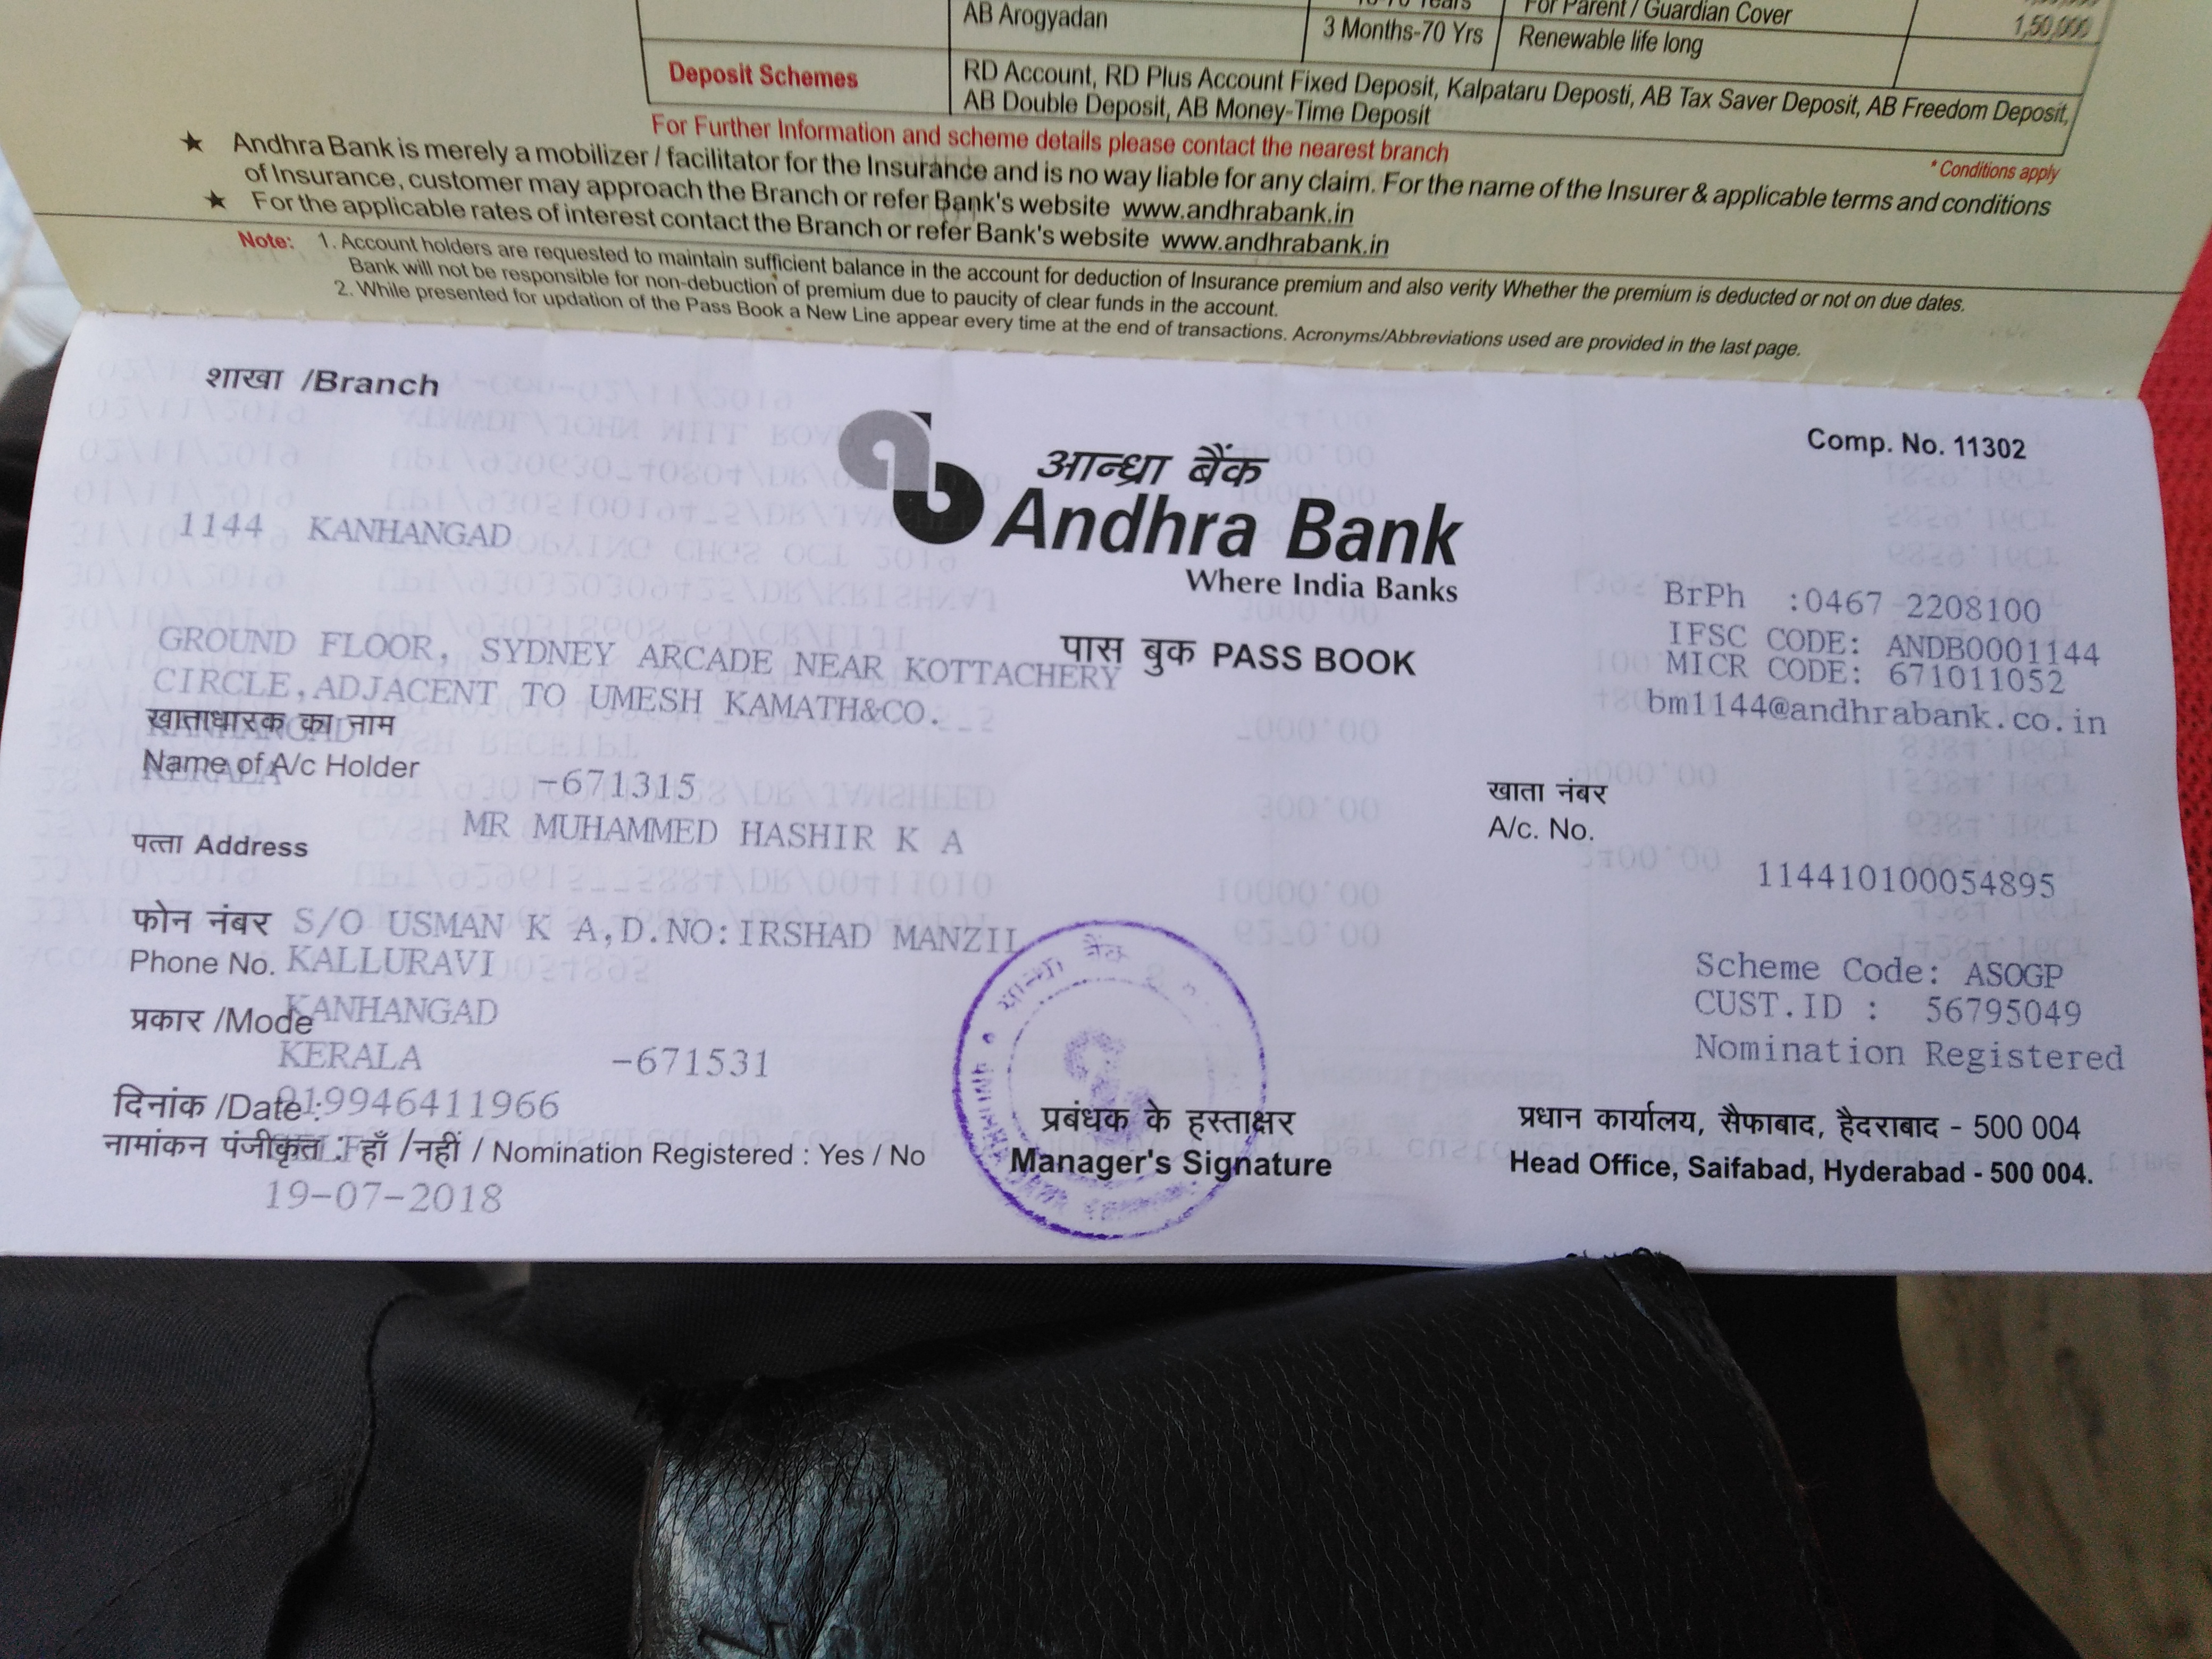 AB Arogyadan
3 Months-70 Yrs
For Parent / Guardian Cover
Renewable life long
1,50,000
Deposit Schemes
RD Account, RD Plus Account Fixed Deposit, Kalpataru Deposti, AB Tax Saver Deposit, AB Freedom Deposit,
AB Double Deposit, AB Money-Time Deposit
For Further Information and scheme details please contact the nearest branch
* Conditions apply
★ Andhra Bank is merely a mobilizer / facilitator for the Insurance and is no way liable for any claim. For the name of the Insurer & applicable terms and conditions
of Insurance, customer may approach the Branch or refer Bank's website www.andhrabank.in
★ For the applicable rates of interest contact the Branch or refer Bank's website www.andhrabank.in
Note: 1. Account holders are requested to maintain sufficient balance in the account for deduction of Insurance premium and also verity Whether the premium is deducted or not on due dates.
Bank will not be responsible for non-debuction of premium due to paucity of clear funds in the account.
2. While presented for updation of the Pass Book a New Line appear every time at the end of transactions. Acronyms/Abbreviations used are provided in the last page.
शाखा /Branch
Comp. No. 11302
आन्ध्रा बैंक
Andhra Bank
Where India Banks
1144 KANHANGAD
BrPh :0467 2208100
IFSC CODE: ANDB0001144
MICR CODE: 671011052
bm1144@andhrabank.co.in
पास बुक PASS BOOK
GROUND FLOOR, SYDNEY ARCADE NEAR KOTTACHERY
CIRCLE,ADJACENT TO UMESH KAMATH&CO.
खाताधारक का नाम
KANHANGAD
Name of A/c Holder
KERALA -671315
खाता नंबर
A/c. No.
114410100054895
MR MUHAMMED HASHIR K A
पत्ता Address
फोन नंबर S/O USMAN K A,D.NO:IRSHAD MANZIL
Phone No. KALLURAVI
प्रकार /Mode KANHANGAD
KERALA -671531
Scheme Code: ASOGP
CUST.ID : 56795049
Nomination Registered
दिनांक /Date : 919946411966
नामांकन पंजीकृत : हाँ /नहीं / Nomination Registered : Yes / No
19-07-2018
प्रबंधक के हस्ताक्षर
Manager's Signature
प्रधान कार्यालय, सैफाबाद, हैदराबाद - 500 004
Head Office, Saifabad, Hyderabad - 500 004.